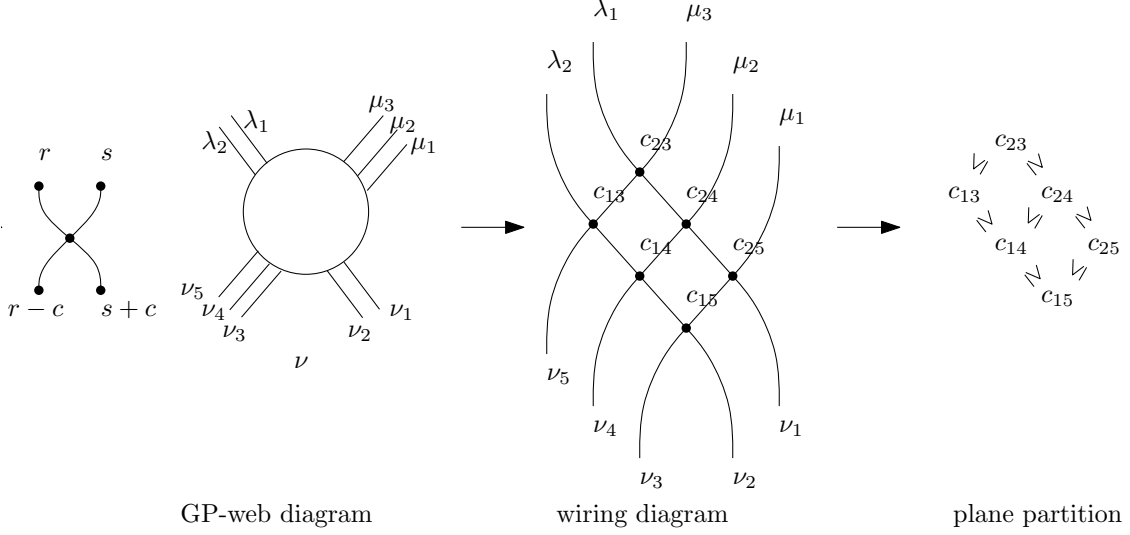 λ₁ μ₃
λ₂ μ₂
μ₃
μ₂
μ₁
λ₁
λ₂
μ₁
r s
c₂₃
c₂₃
c₁₃ c₂₄
c₁₃ c₂₄
c₁₄ c₂₅
c₁₄ c₂₅
ν₅
ν₄
ν₃
ν₂
ν₁
r − c s + c
c₁₅
c₁₅
ν
ν₅
ν₄
ν₁
ν₃
ν₂
GP-web diagram wiring diagram plane partition